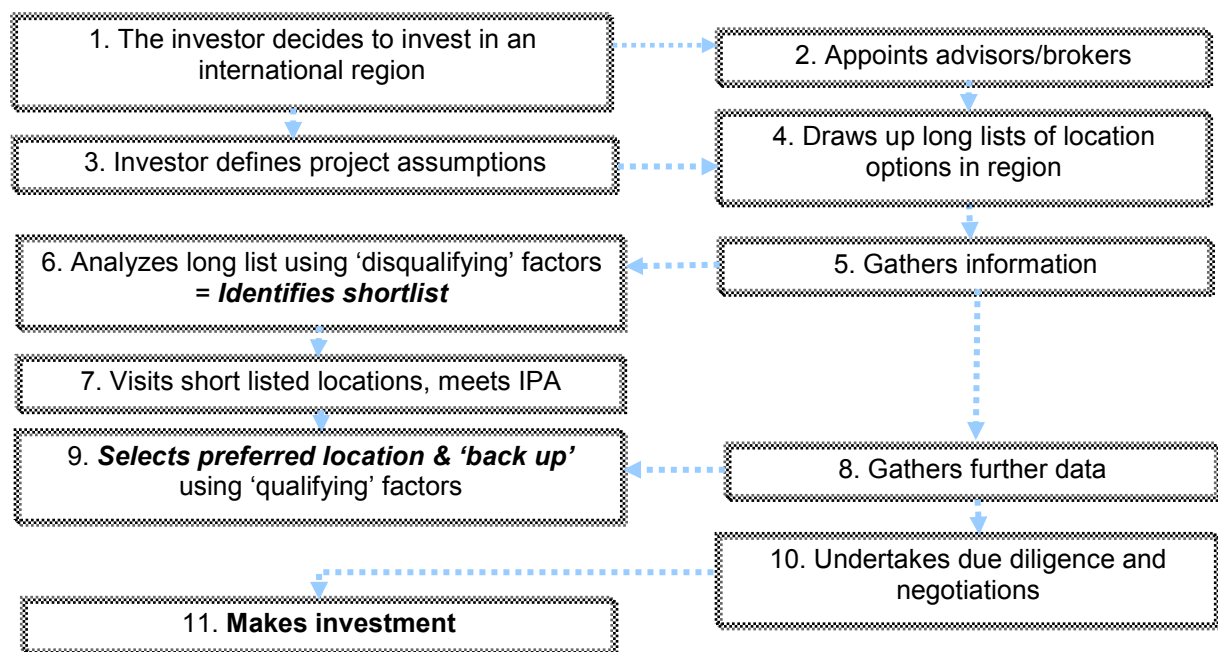 1. The investor decides to invest in an
international region
2. Appoints advisors/brokers
3. Investor defines project assumptions
4. Draws up long lists of location
options in region
5. Gathers information
6. Analyzes long list using ‘disqualifying’ factors
= Identifies shortlist
7. Visits short listed locations, meets IPA
8. Gathers further data
9. Selects preferred location & ‘back up’
using ‘qualifying’ factors
10. Undertakes due diligence and
negotiations
11. Makes investment